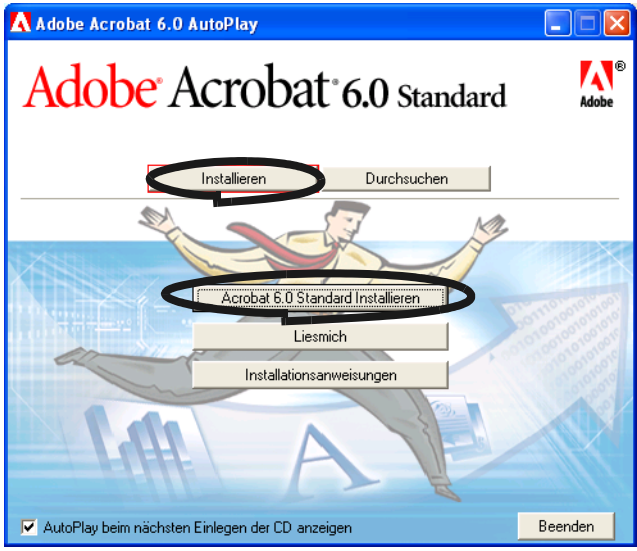 Adobe Acrobat 6.0 AutoPlay
Adobe® Acrobat® 6.0 Standard
®
Adobe
Installieren
Durchsuchen
Acrobat 6.0 Standard Installieren
Liesmich
Installationsanweisungen
A
AutoPlay beim nächsten Einlegen der CD anzeigen
Beenden